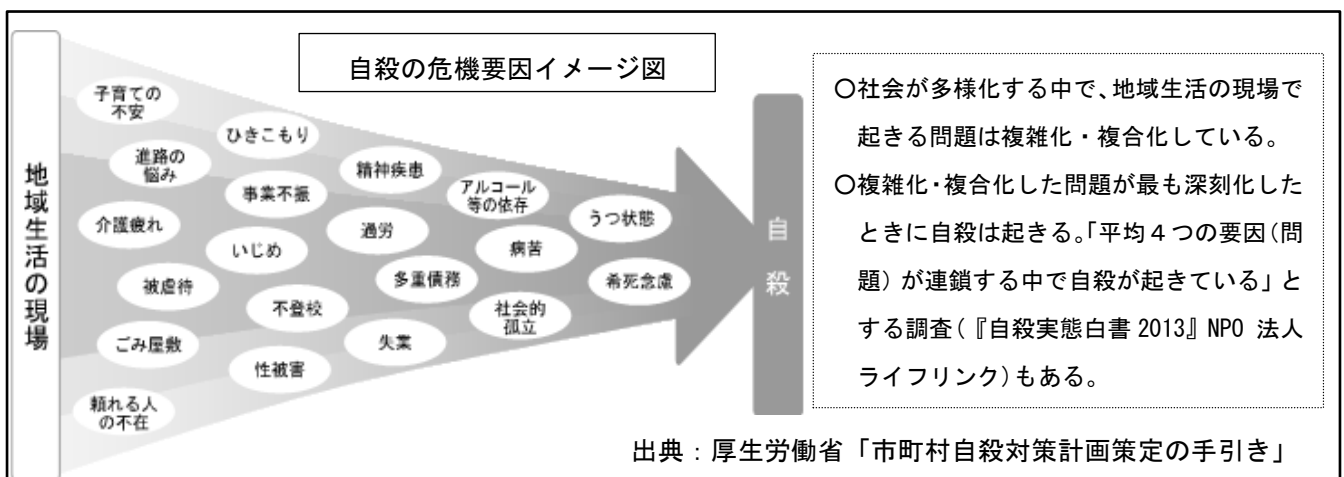 自殺の危機要因イメージ図
地域生活の現場
子育ての
不安
進路の
悩み
介護疲れ
被虐待
ごみ屋敷
頼れる人
の不在
ひきこもり
事業不振
いじめ
不登校
性被害
精神疾患
過労
多重債務
失業
アルコール
等の依存
病苦
社会的
孤立
うつ状態
希死念慮
自殺
〇社会が多様化する中で、地域生活の現場で
起きる問題は複雑化・複合化している。
〇複雑化・複合化した問題が最も深刻化した
ときに自殺は起きる。「平均４つの要因(問
題)が連鎖する中で自殺が起きている」と
する調査(『自殺実態白書 2013』NPO 法人
ライフリンク)もある。
出典：厚生労働省「市町村自殺対策計画策定の手引き」